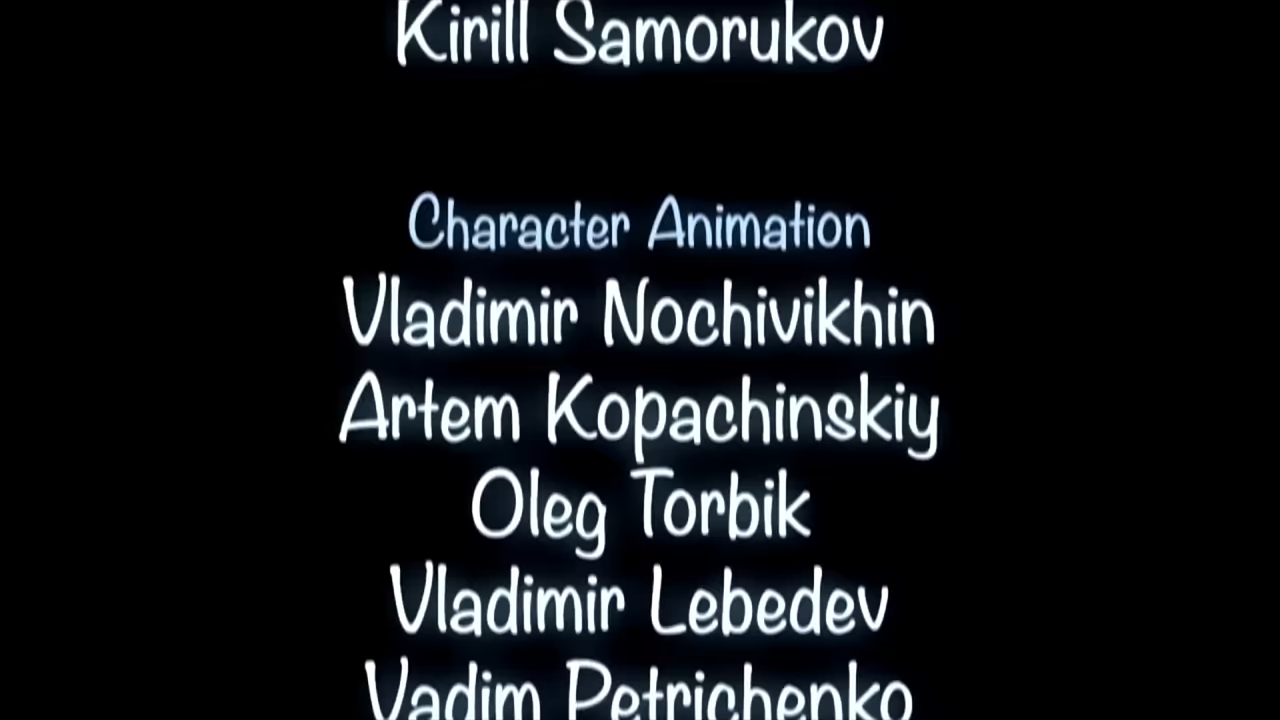 Kirill Samorukov
Character Animation
Vladimir Nochivikhin
Artem Kopachinskiy
Oleg Torbik
Vladimir Lebedev
Vadim Petrichenko